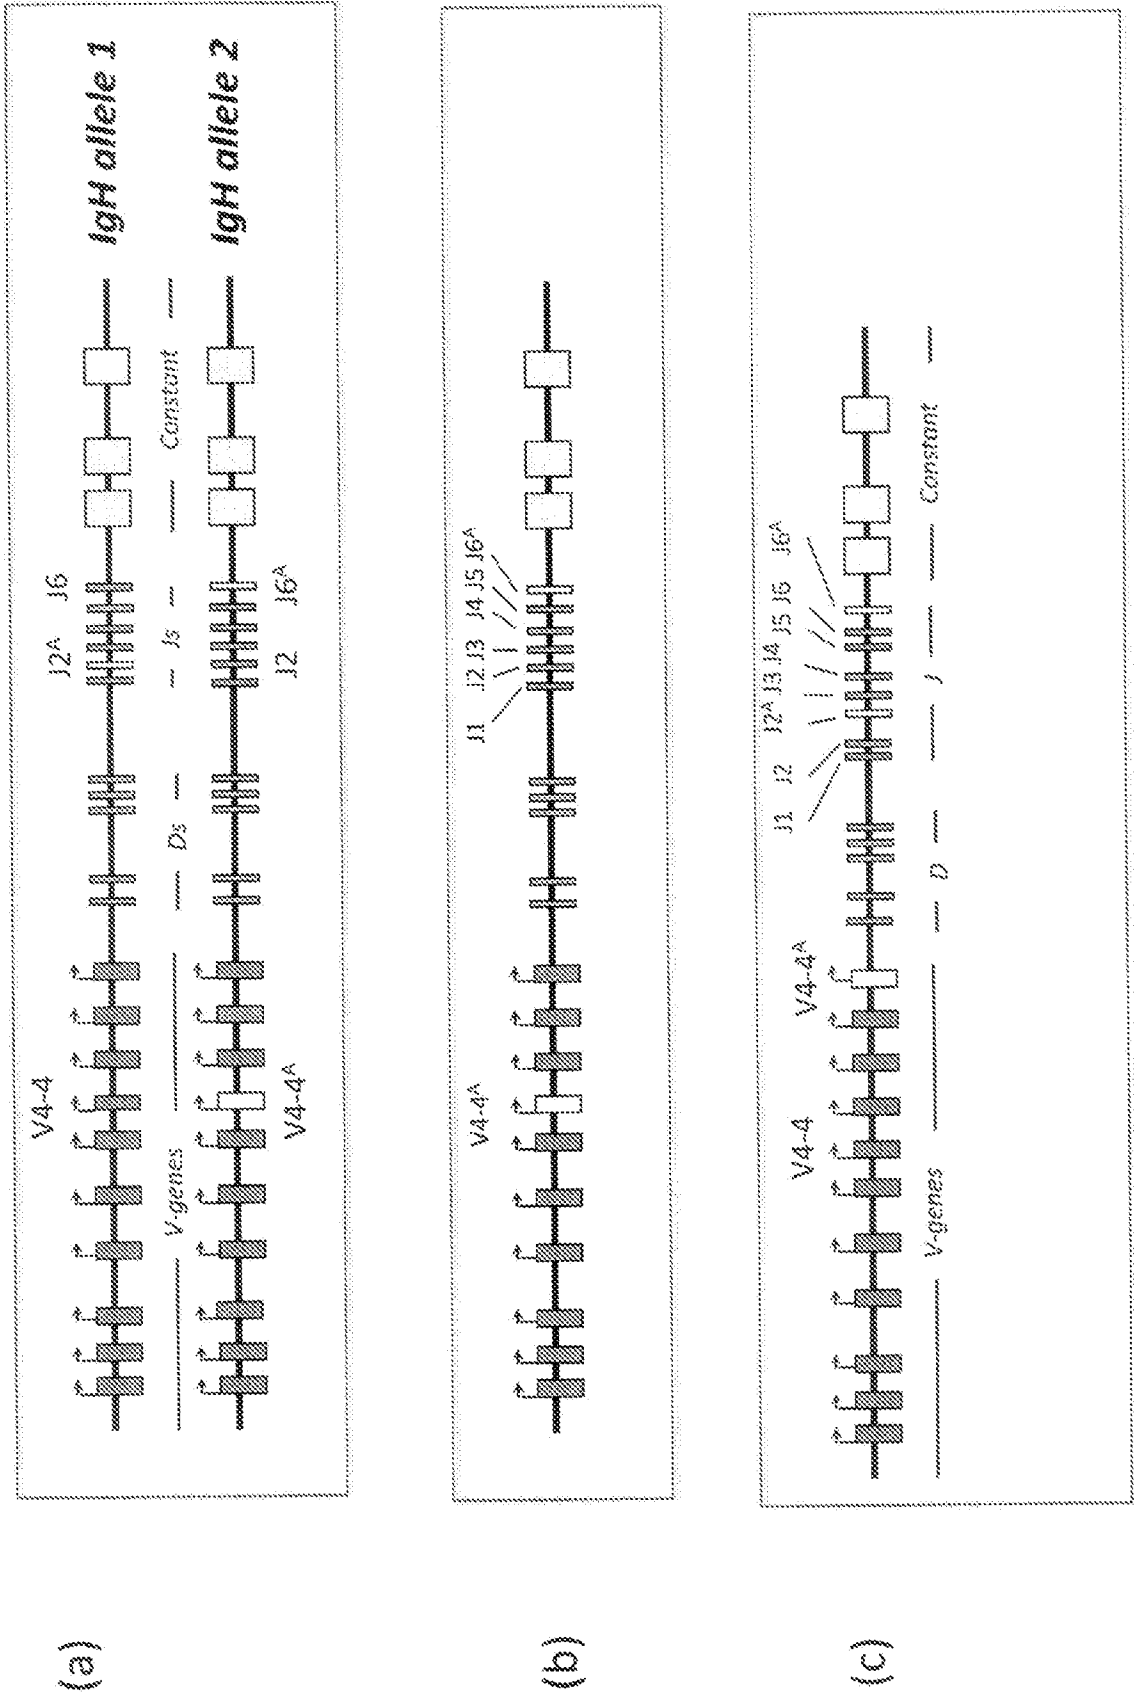 (a)
V4-4 J2ᴬ J6
IgH allele 1
V-genes Ds Js Constant
IgH allele 2
V4-4ᴬ J2 J6ᴬ
(b)
V4-4ᴬ J1 J2 J3 J4 J5 J6ᴬ
(c)
V4-4 V4-4ᴬ J1 J2 J2ᴬ J3 J4 J5 J6 J6ᴬ
V-genes D J Constant